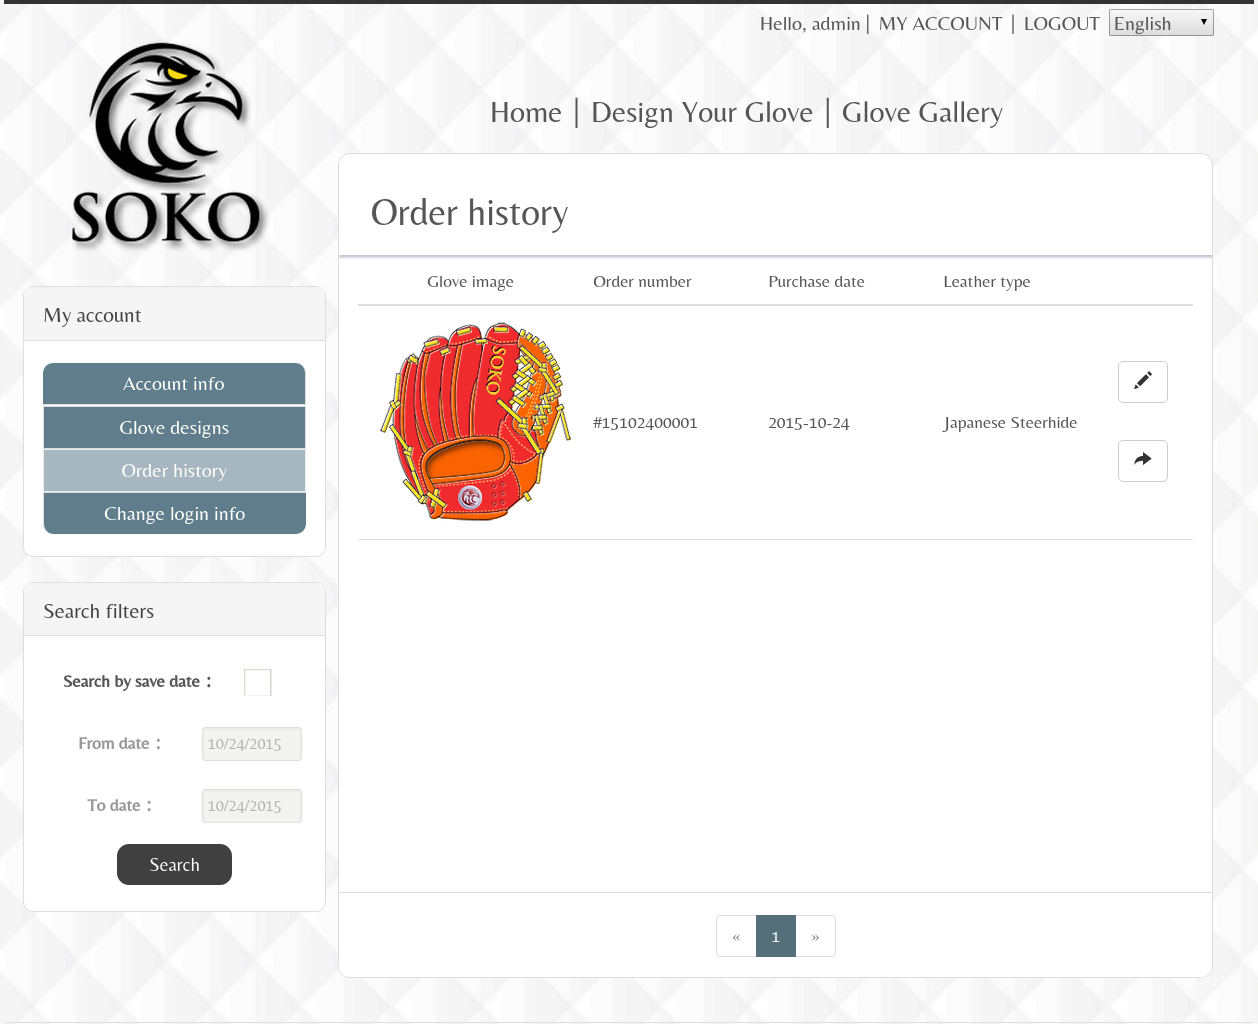 Hello, admin | MY ACCOUNT | LOGOUT English
SOKO
Home | Design Your Glove | Glove Gallery
My account
Account info
Glove designs
Order history
Change login info
Search filters
Search by save date：
From date： 10/24/2015
To date： 10/24/2015
Search
Order history
Glove image Order number Purchase date Leather type
SOKO
#15102400001 2015-10-24 Japanese Steerhide
« 1 »